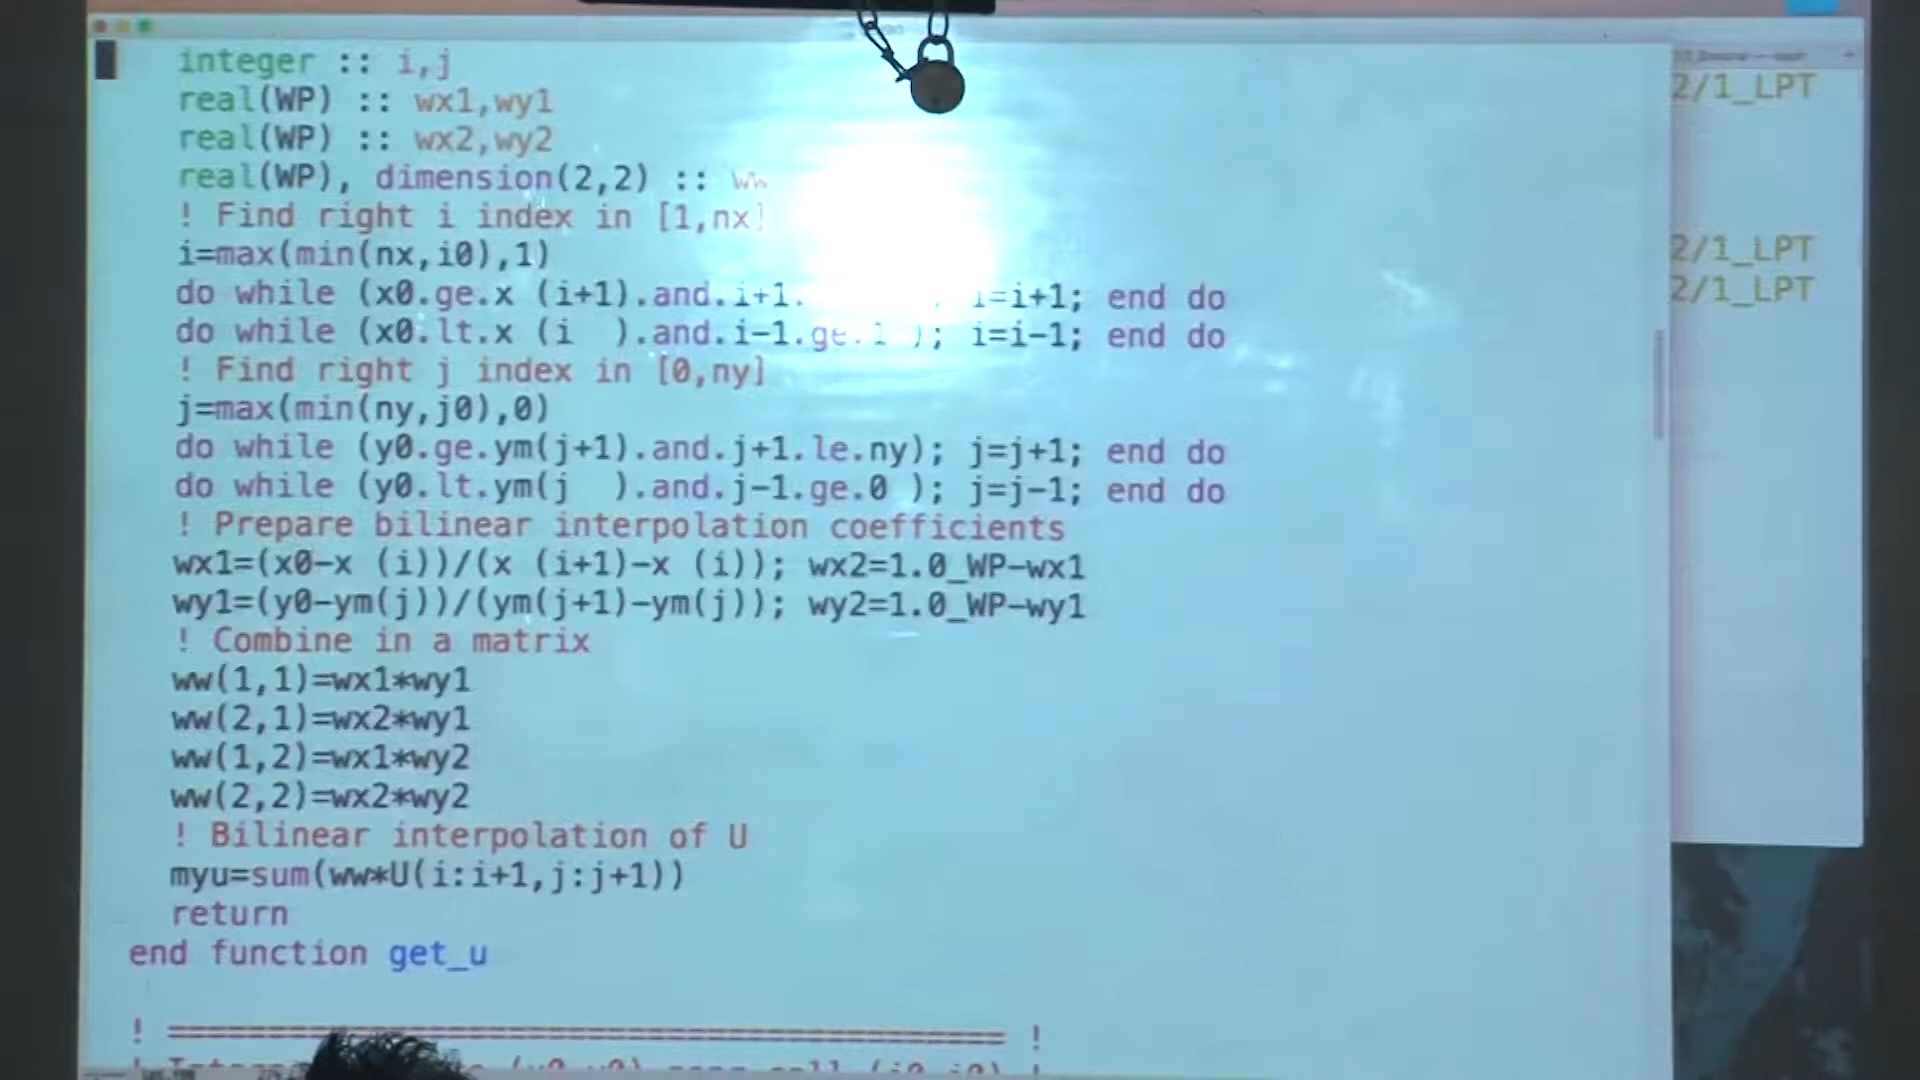 integer :: i,j
real(WP) :: wx1,wy1
real(WP) :: wx2,wy2
real(WP), dimension(2,2) :: ww
! Find right i index in [1,nx]
i=max(min(nx,i0),1)
do while (x0.ge.x (i+1).and.i+1. i=i+1; end do
do while (x0.lt.x (i  ).and.i-1.ge.1 ); i=i-1; end do
! Find right j index in [0,ny]
j=max(min(ny,j0),0)
do while (y0.ge.ym(j+1).and.j+1.le.ny); j=j+1; end do
do while (y0.lt.ym(j  ).and.j-1.ge.0 ); j=j-1; end do
! Prepare bilinear interpolation coefficients
wx1=(x0-x (i))/(x (i+1)-x (i)); wx2=1.0_WP-wx1
wy1=(y0-ym(j))/(ym(j+1)-ym(j)); wy2=1.0_WP-wy1
! Combine in a matrix
ww(1,1)=wx1*wy1
ww(2,1)=wx2*wy1
ww(1,2)=wx1*wy2
ww(2,2)=wx2*wy2
! Bilinear interpolation of U
myu=sum(ww*U(i:i+1,j:j+1))
return
end function get_u
2/1_LPT
2/1_LPT
2/1_LPT